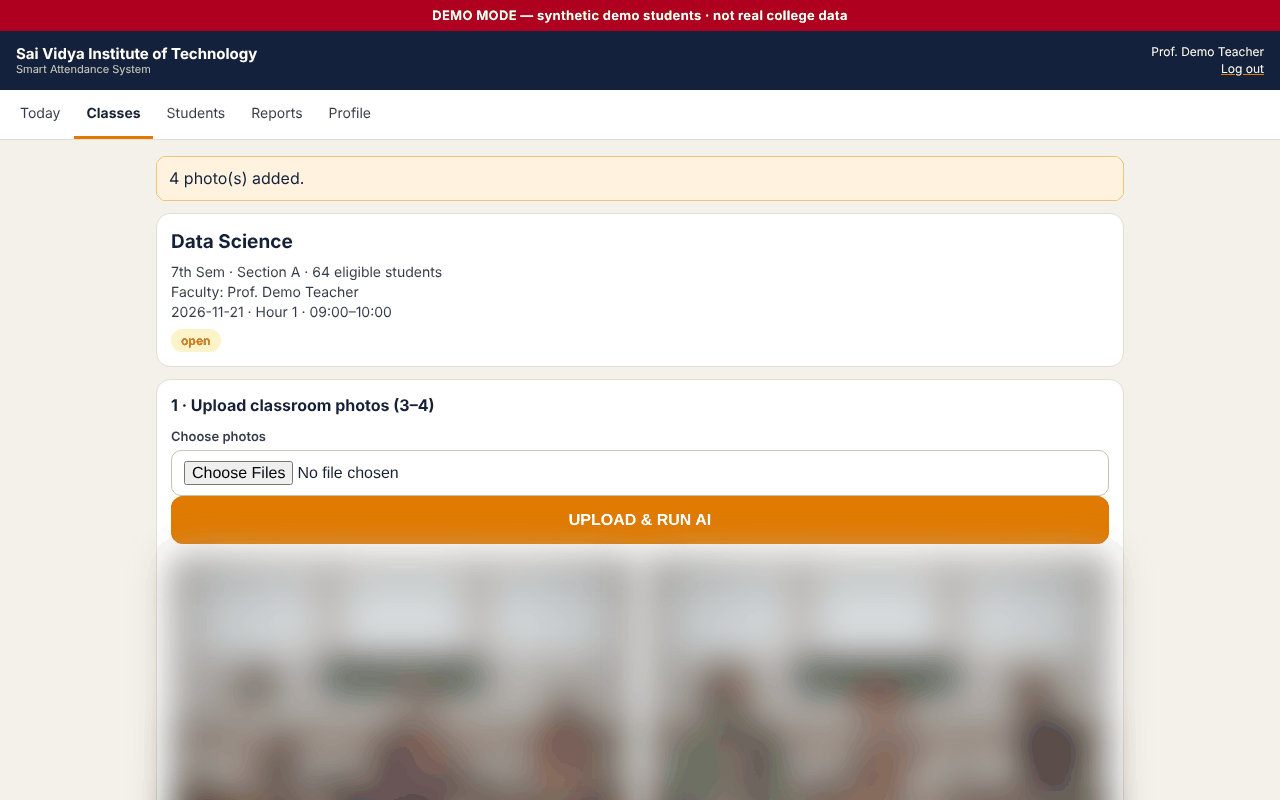 DEMO MODE — synthetic demo students · not real college data
Sai Vidya Institute of Technology
Smart Attendance System
Prof. Demo Teacher
Log out
Today
Classes
Students
Reports
Profile
4 photo(s) added.
Data Science
7th Sem · Section A · 64 eligible students
Faculty: Prof. Demo Teacher
2026-11-21 · Hour 1 · 09:00–10:00
open
1 · Upload classroom photos (3–4)
Choose photos
Choose Files No file chosen
UPLOAD & RUN AI